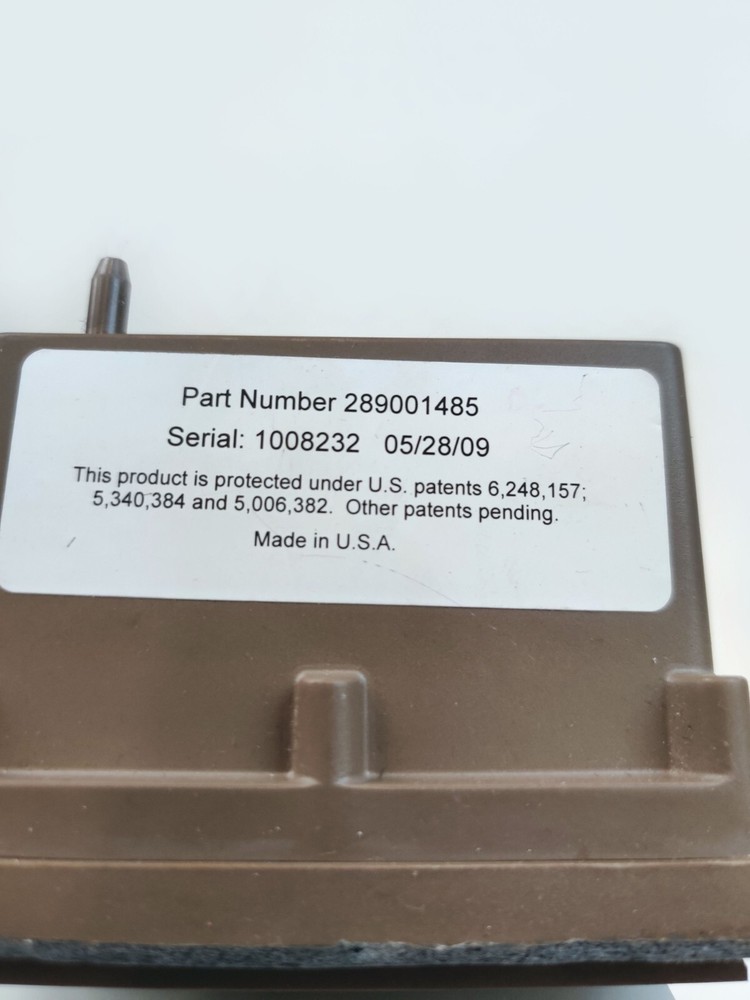 Part Number 289001485
Serial: 1008232 05/28/09
This product is protected under U.S. patents 6,248,157;
5,340,384 and 5,006,382. Other patents pending.
Made in U.S.A.